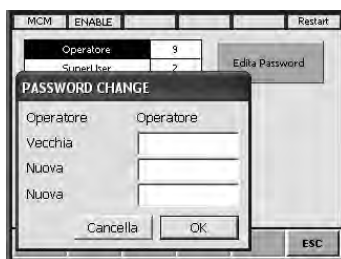 MCM ENABLE Restart
Operatore 9
SuperUser 2
Edita Password
PASSWORD CHANGE
Operatore Operatore
Vecchia
Nuova
Nuova
Cancella OK
ESC